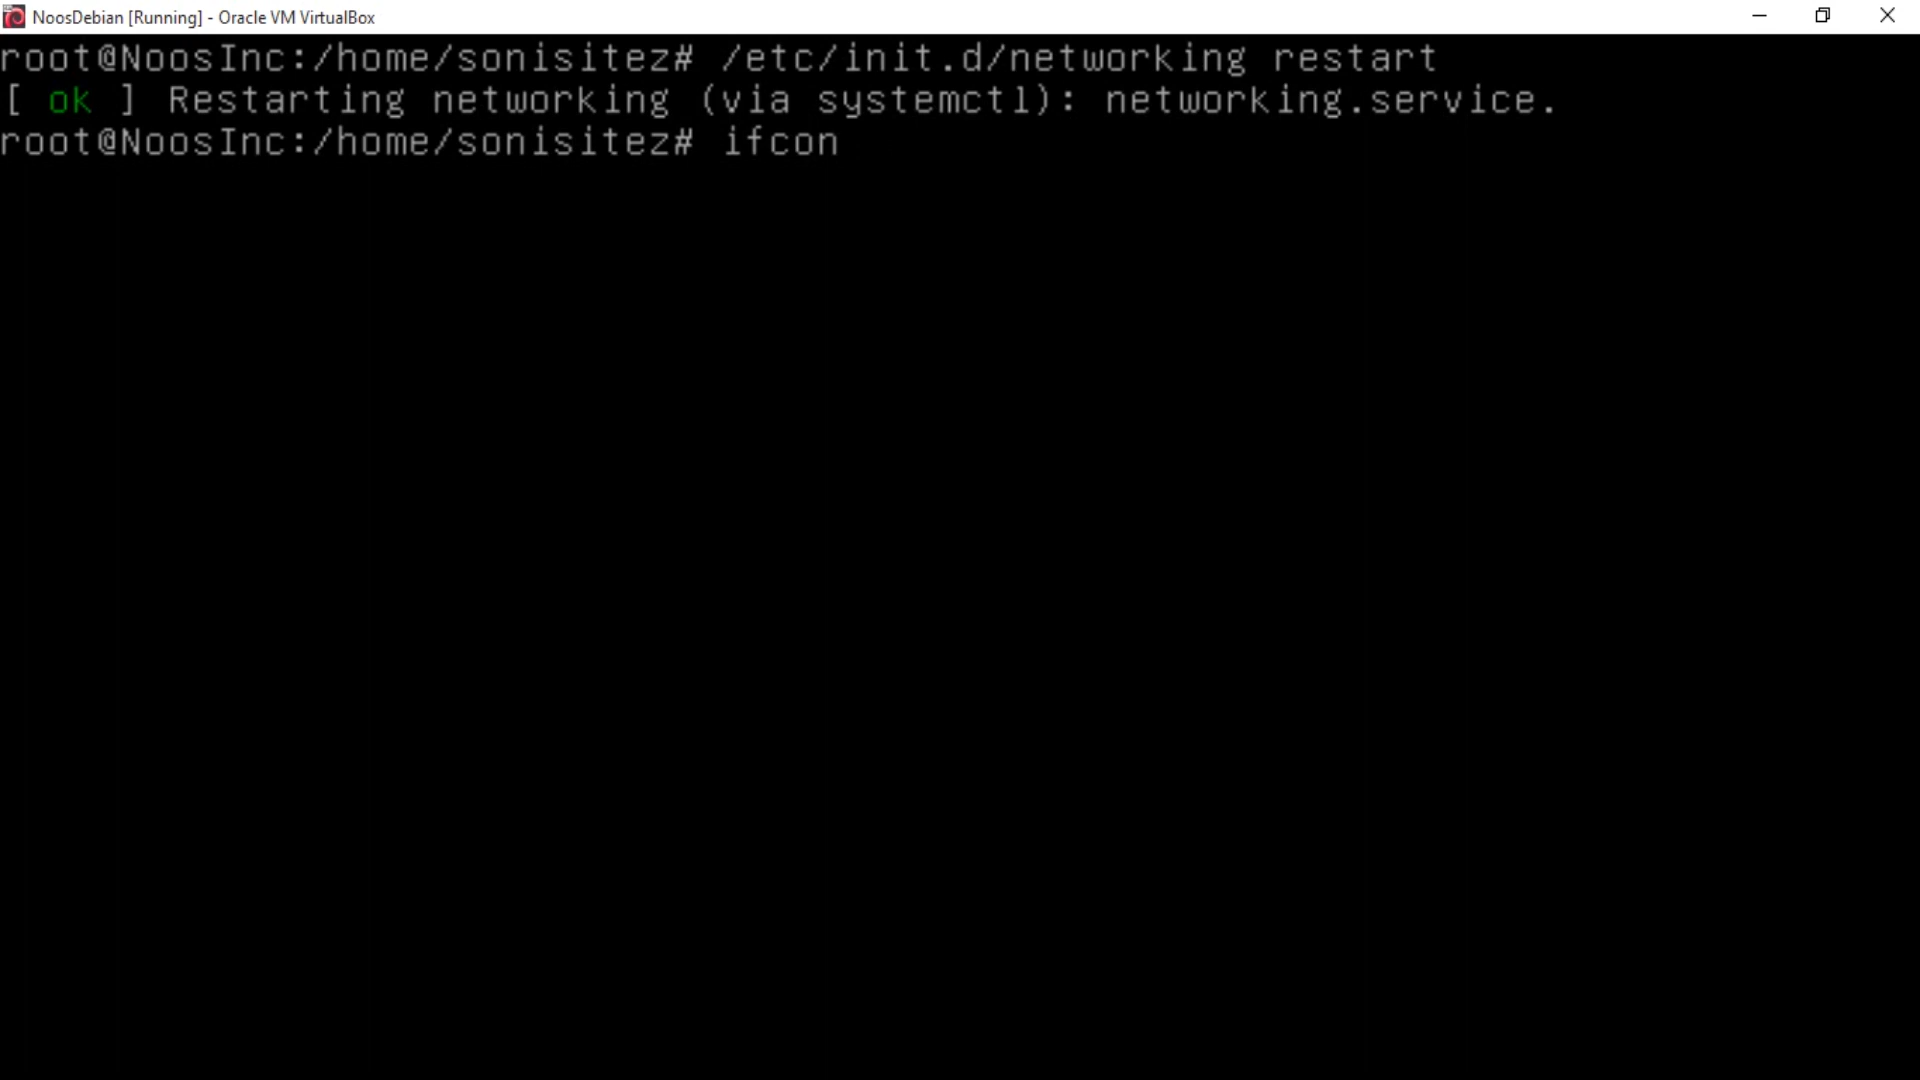 NoosDebian [Running] - Oracle VM VirtualBox
root@NoosInc:/home/sonisitez# /etc/init.d/networking restart
[ ok ] Restarting networking (via systemctl): networking.service.
root@NoosInc:/home/sonisitez# ifcon